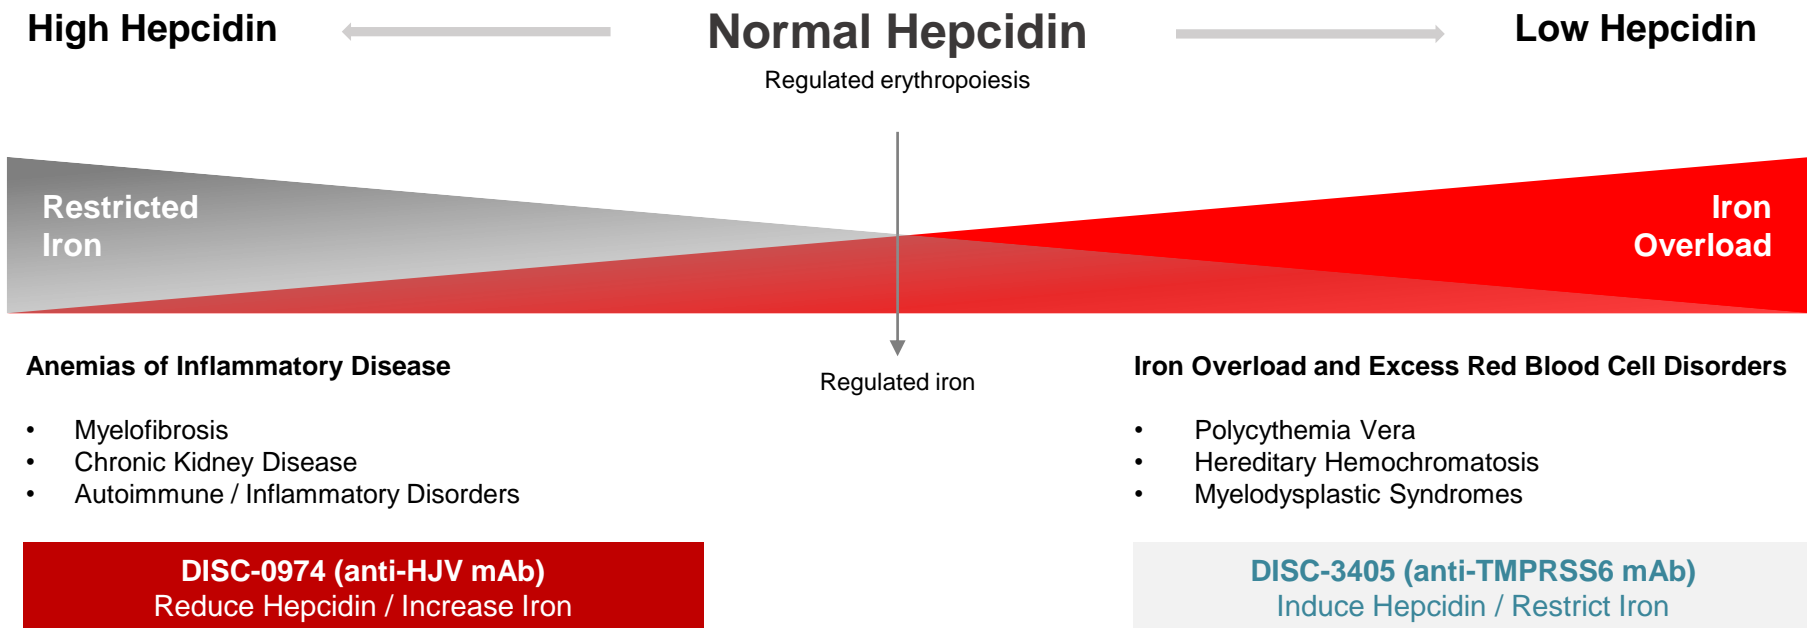 High Hepcidin
Normal Hepcidin
Low Hepcidin
Regulated erythropoiesis
Restricted
Iron
Iron
Overload
Regulated iron
Anemias of Inflammatory Disease
• Myelofibrosis
• Chronic Kidney Disease
• Autoimmune / Inflammatory Disorders
DISC-0974 (anti-HJV mAb)
Reduce Hepcidin / Increase Iron
Iron Overload and Excess Red Blood Cell Disorders
• Polycythemia Vera
• Hereditary Hemochromatosis
• Myelodysplastic Syndromes
DISC-3405 (anti-TMPRSS6 mAb)
Induce Hepcidin / Restrict Iron